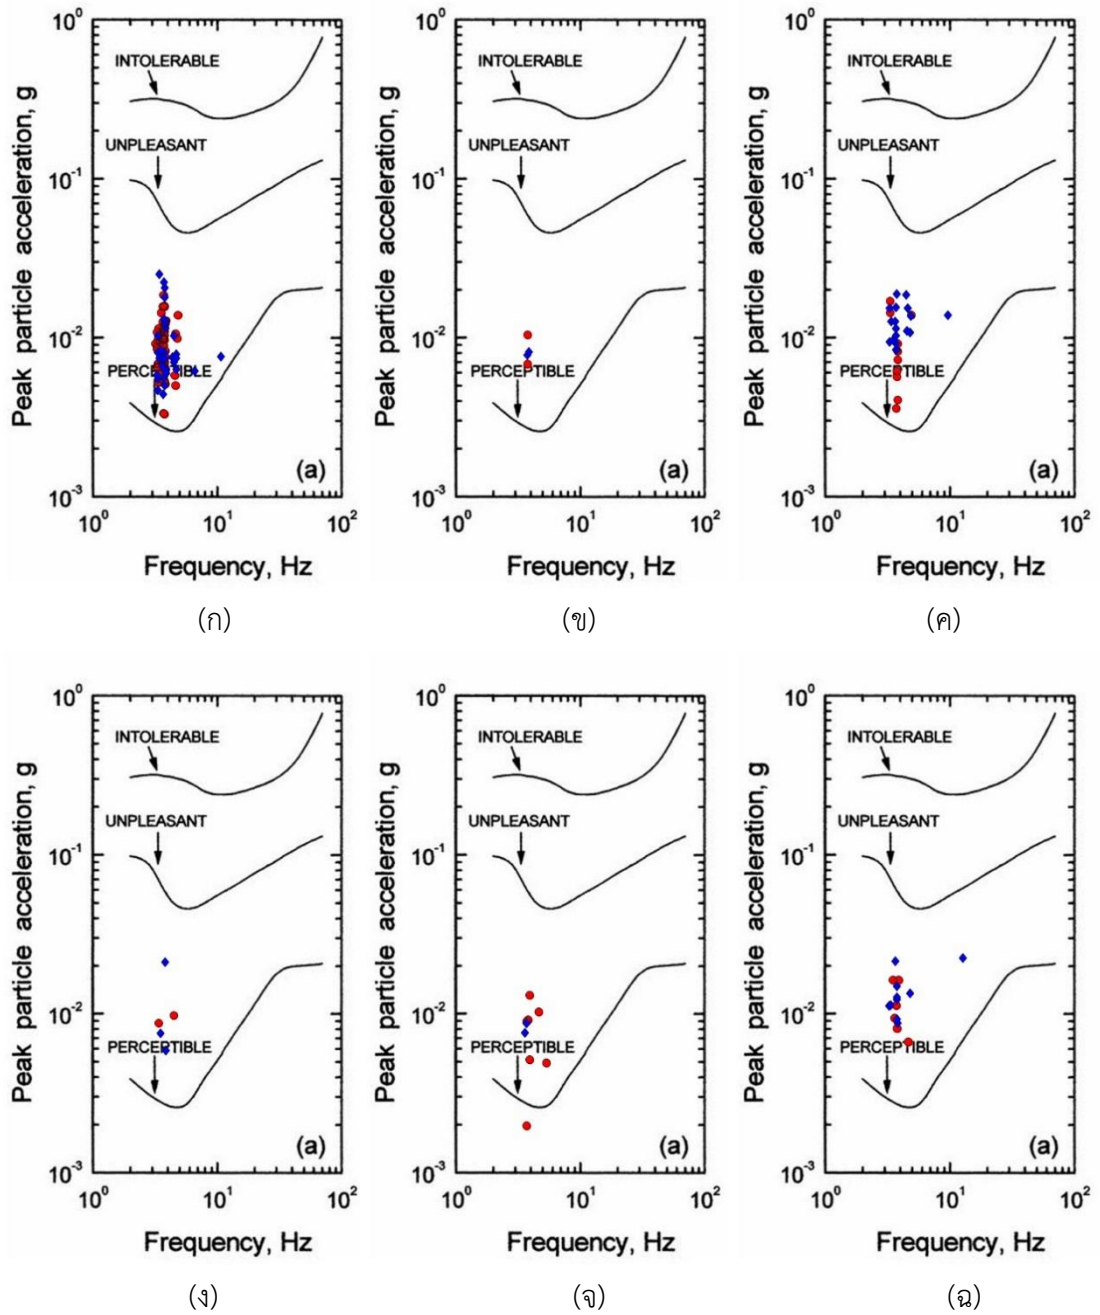 Peak particle acceleration, g
10⁰
10⁻¹
10⁻²
10⁻³
INTOLERABLE
UNPLEASANT
PERCEPTIBLE
(a)
10⁰ 10¹ 10²
Frequency, Hz
(ก)
Peak particle acceleration, g
10⁰
10⁻¹
10⁻²
10⁻³
INTOLERABLE
UNPLEASANT
PERCEPTIBLE
(a)
10⁰ 10¹ 10²
Frequency, Hz
(ข)
Peak particle acceleration, g
10⁰
10⁻¹
10⁻²
10⁻³
INTOLERABLE
UNPLEASANT
PERCEPTIBLE
(a)
10⁰ 10¹ 10²
Frequency, Hz
(ค)
Peak particle acceleration, g
10⁰
10⁻¹
10⁻²
10⁻³
INTOLERABLE
UNPLEASANT
PERCEPTIBLE
(a)
10⁰ 10¹ 10²
Frequency, Hz
(ง)
Peak particle acceleration, g
10⁰
10⁻¹
10⁻²
10⁻³
INTOLERABLE
UNPLEASANT
PERCEPTIBLE
(a)
10⁰ 10¹ 10²
Frequency, Hz
(จ)
Peak particle acceleration, g
10⁰
10⁻¹
10⁻²
10⁻³
INTOLERABLE
UNPLEASANT
PERCEPTIBLE
(a)
10⁰ 10¹ 10²
Frequency, Hz
(ฉ)